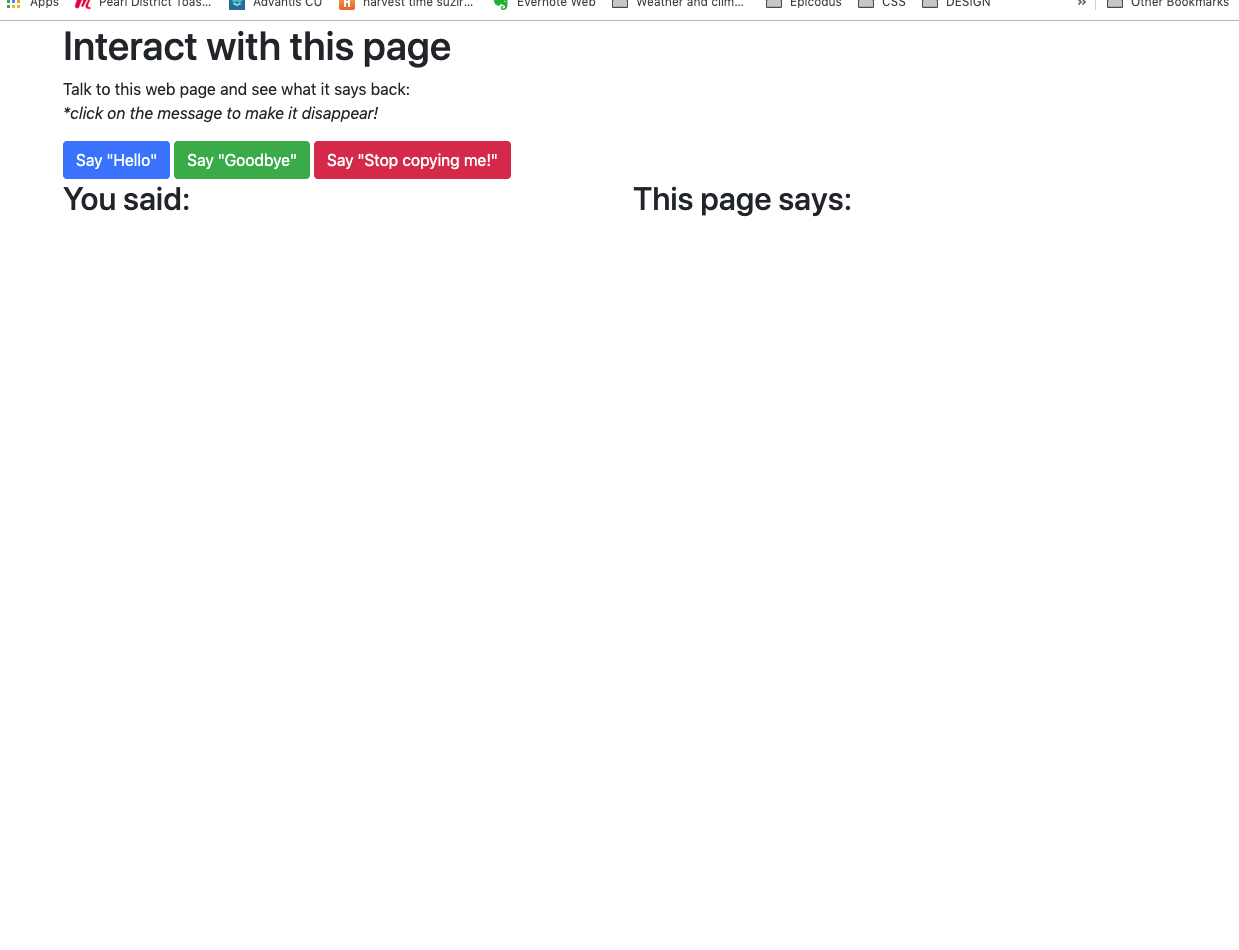 Apps Pearl District Toas... Advantis CU harvest time suzir... Evernote Web Weather and clim... Epicodus CSS DESIGN » Other Bookmarks
Interact with this page
Talk to this web page and see what it says back:
*click on the message to make it disappear!
Say "Hello" Say "Goodbye" Say "Stop copying me!"
You said: This page says: